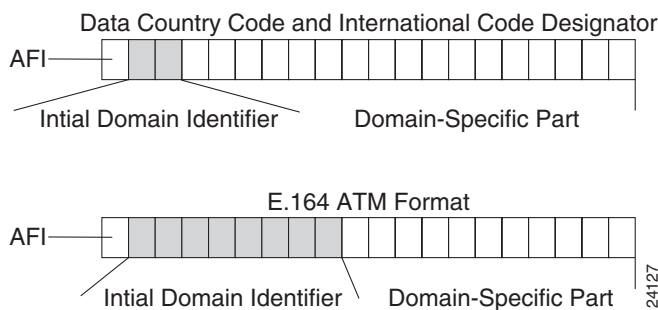 Data Country Code and International Code Designator
AFI
Intial Domain Identifier
Domain-Specific Part
E.164 ATM Format
AFI
Intial Domain Identifier
Domain-Specific Part
24127